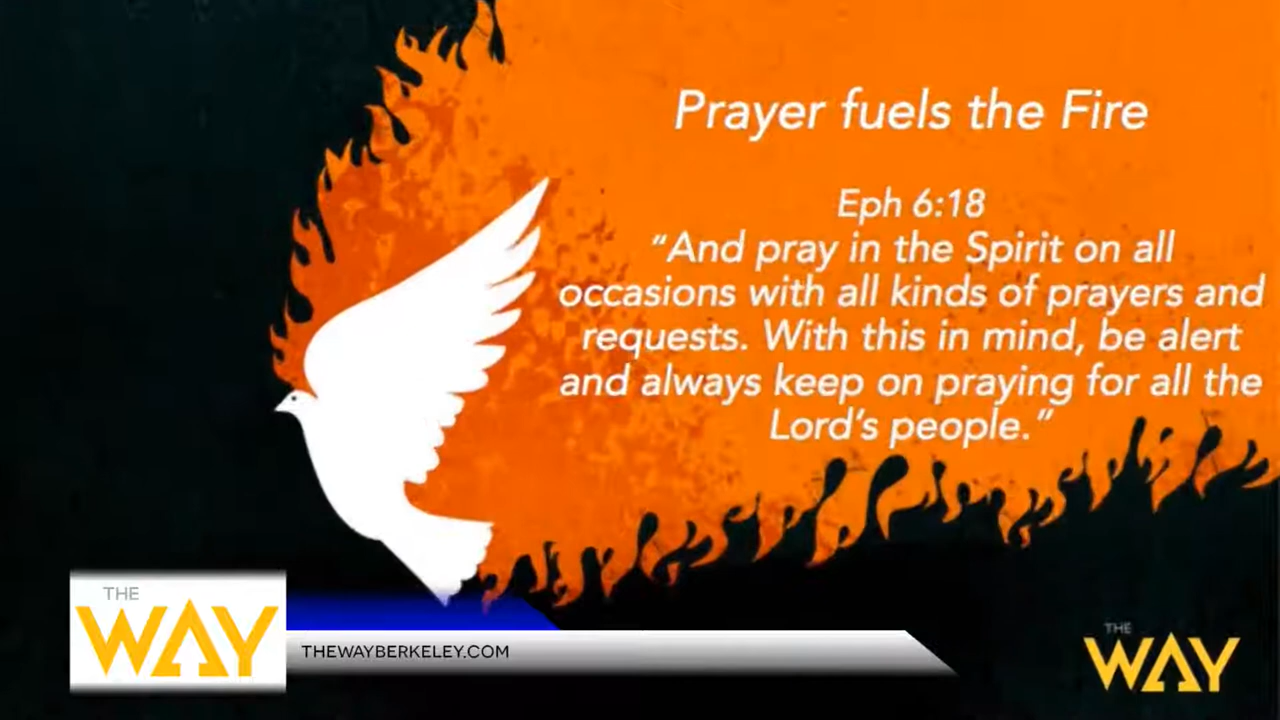 Prayer fuels the Fire
Eph 6:18
“And pray in the Spirit on all
occasions with all kinds of prayers and
requests. With this in mind, be alert
and always keep on praying for all the
Lord’s people.”
THE
WAY
THEWAYBERKELEY.COM
THE
WAY